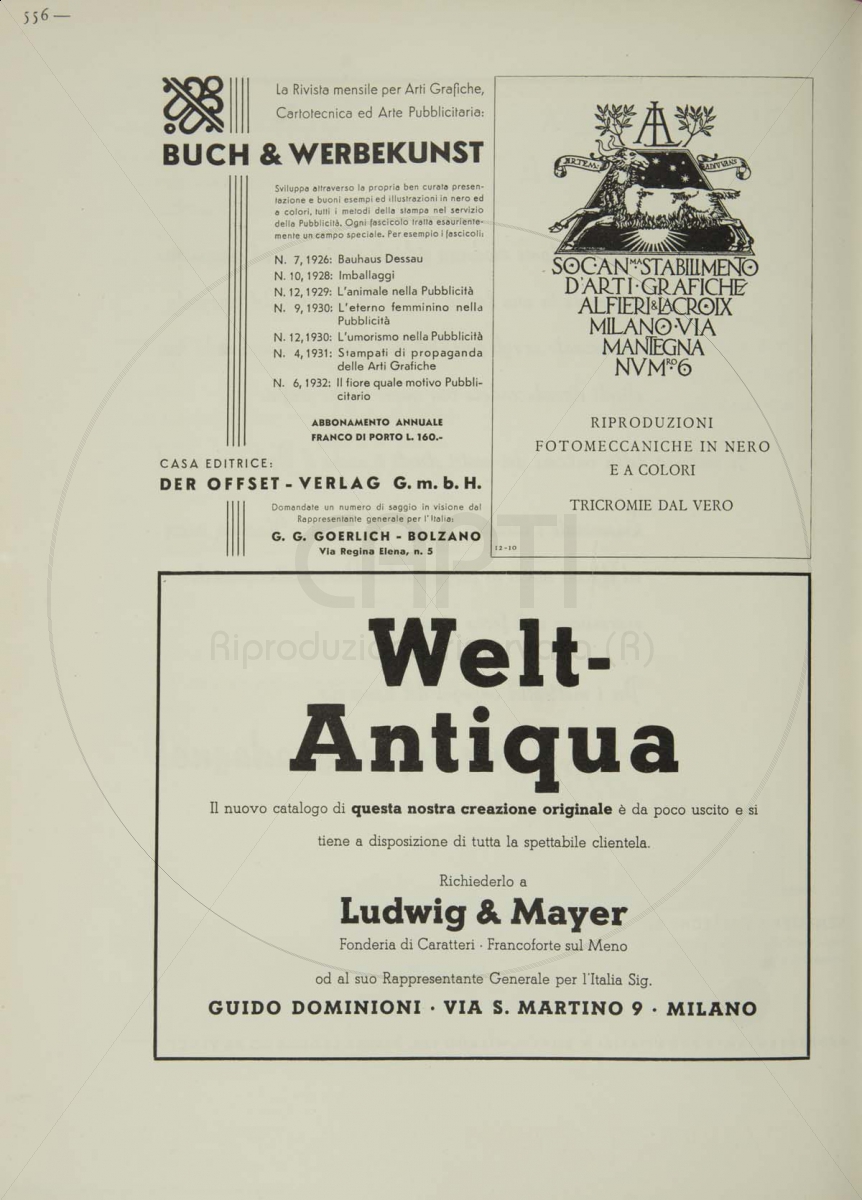 556 —
La Rivista mensile per Arti Grafiche,
Cartotecnica ed Arte Pubblicitaria:
BUCH & WERBEKUNST
Sviluppa attraverso la propria ben curata presen-
tazione e buoni esempi ed illustrazioni in nero ed
a colori, tutti i metodi della stampa nel servizio
della Pubblicità. Ogni fascicolo tratta esauriente-
mente un campo speciale. Per esempio i fascicoli:
N. 7, 1926: Bauhaus Dessau
N. 10, 1928: Imballaggi
N. 12, 1929: L'animale nella Pubblicità
N. 9, 1930: L'eterno femminino nella
Pubblicità
N. 12, 1930: L'umorismo nella Pubblicità
N. 4, 1931: Stampati di propaganda
delle Arti Grafiche
N. 6, 1932: Il fiore quale motivo Pubbli-
citario
ABBONAMENTO ANNUALE
FRANCO DI PORTO L. 160.-
CASA EDITRICE:
DER OFFSET - VERLAG G. m. b. H.
Domandate un numero di saggio in visione dal
Rappresentante generale per l'Italia:
G. G. GOERLICH - BOLZANO
Via Regina Elena, n. 5
ARTEM ADIVVANS
SOC·AN·MA STABILIMENTO
D'ARTI·GRAFICHE
ALFIERI & LACROIX
MILANO·VIA
MANTEGNA
NVM·RO 6
RIPRODUZIONI
FOTOMECCANICHE IN NERO
E A COLORI
TRICROMIE DAL VERO
12-10
Welt-
Antiqua
Il nuovo catalogo di questa nostra creazione originale è da poco uscito e si
tiene a disposizione di tutta la spettabile clientela.
Richiederlo a
Ludwig & Mayer
Fonderia di Caratteri · Francoforte sul Meno
od al suo Rappresentante Generale per l'Italia Sig.
GUIDO DOMINIONI · VIA S. MARTINO 9 · MILANO
CAPTI
Riproduzione riservata (R)